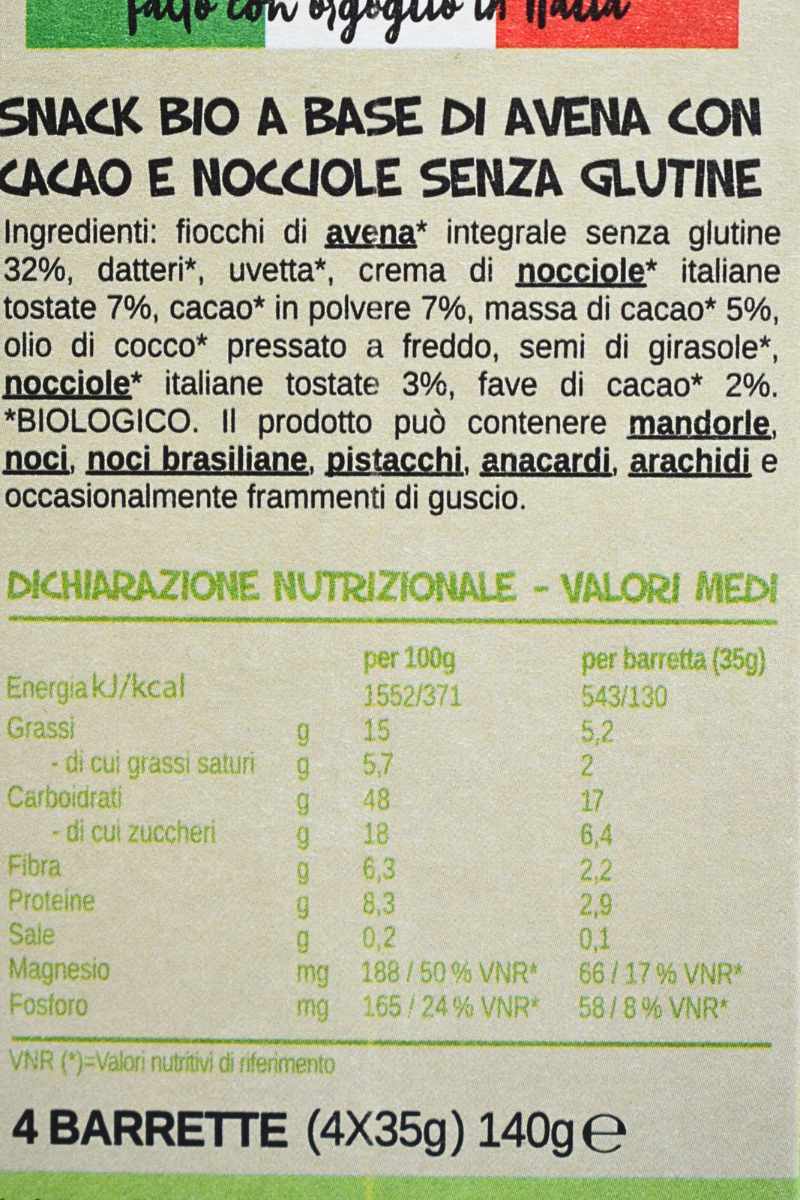 fatto con orgoglio in Italia
SNACK BIO A BASE DI AVENA CON
CACAO E NOCCIOLE SENZA GLUTINE
Ingredienti: fiocchi di avena* integrale senza glutine
32%, datteri*, uvetta*, crema di nocciole* italiane
tostate 7%, cacao* in polvere 7%, massa di cacao* 5%,
olio di cocco* pressato a freddo, semi di girasole*,
nocciole* italiane tostate 3%, fave di cacao* 2%.
*BIOLOGICO. Il prodotto può contenere mandorle,
noci, noci brasiliane, pistacchi, anacardi, arachidi e
occasionalmente frammenti di guscio.
DICHIARAZIONE NUTRIZIONALE - VALORI MEDI
per 100g per barretta (35g)
Energia kJ/kcal 1552/371 543/130
Grassi g 15 5,2
- di cui grassi saturi g 5,7 2
Carboidrati g 48 17
- di cui zuccheri g 18 6,4
Fibra g 6,3 2,2
Proteine g 8,3 2,9
Sale g 0,2 0,1
Magnesio mg 188 / 50 % VNR* 66 / 17 % VNR*
Fosforo mg 165 / 24 % VNR* 58 / 8 % VNR*
VNR (*)=Valori nutritivi di riferimento
4 BARRETTE (4X35g) 140g e